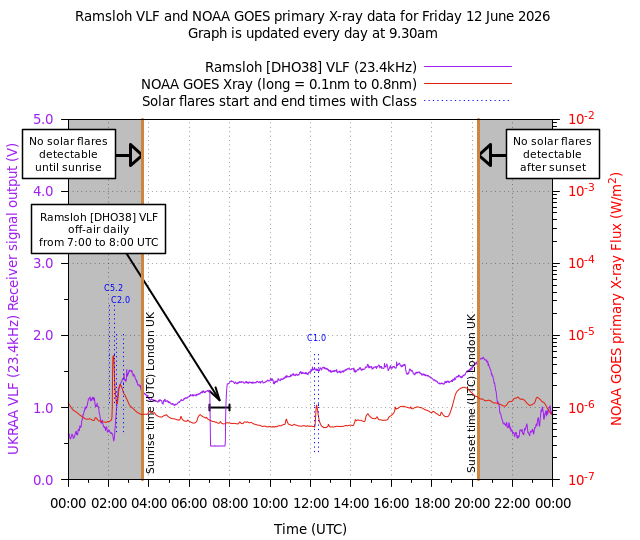 Ramsloh VLF and NOAA GOES primary X-ray data for Friday 12 June 2026
Graph is updated every day at 9.30am
Ramsloh [DHO38] VLF (23.4kHz)
NOAA GOES Xray (long = 0.1nm to 0.8nm)
Solar flares start and end times with Class
5.0
4.0
3.0
2.0
1.0
0.0
10⁻²
10⁻³
10⁻⁴
10⁻⁵
10⁻⁶
10⁻⁷
No solar flares
detectable
until sunrise
No solar flares
detectable
after sunset
Ramsloh [DHO38] VLF
off-air daily
from 7:00 to 8:00 UTC
C5.2
C2.0
C1.0
Sunrise time (UTC) London UK
Sunset time (UTC) London UK
UKRAA VLF (23.4kHz) Receiver signal output (V)
NOAA GOES primary X-ray Flux (W/m²)
00:00 02:00 04:00 06:00 08:00 10:00 12:00 14:00 16:00 18:00 20:00 22:00 00:00
Time (UTC)